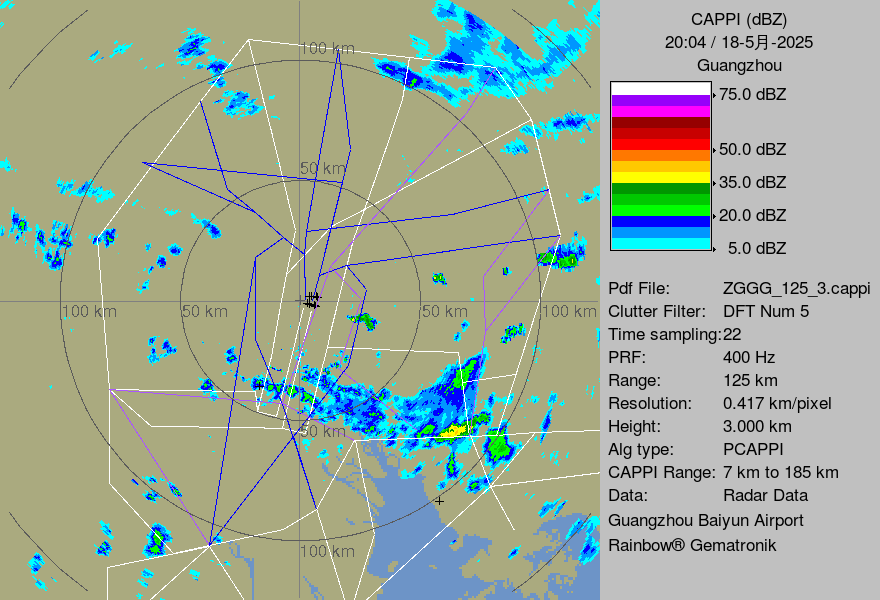 CAPPI (dBZ)
20:04 / 18-5月-2025
Guangzhou
75.0 dBZ
50.0 dBZ
35.0 dBZ
20.0 dBZ
5.0 dBZ
Pdf File: ZGGG_125_3.cappi
Clutter Filter: DFT Num 5
Time sampling:22
PRF: 400 Hz
Range: 125 km
Resolution: 0.417 km/pixel
Height: 3.000 km
Alg type: PCAPPI
CAPPI Range: 7 km to 185 km
Data: Radar Data
Guangzhou Baiyun Airport
Rainbow® Gematronik
100 km
50 km
100 km 50 km 50 km 100 km
50 km
100 km